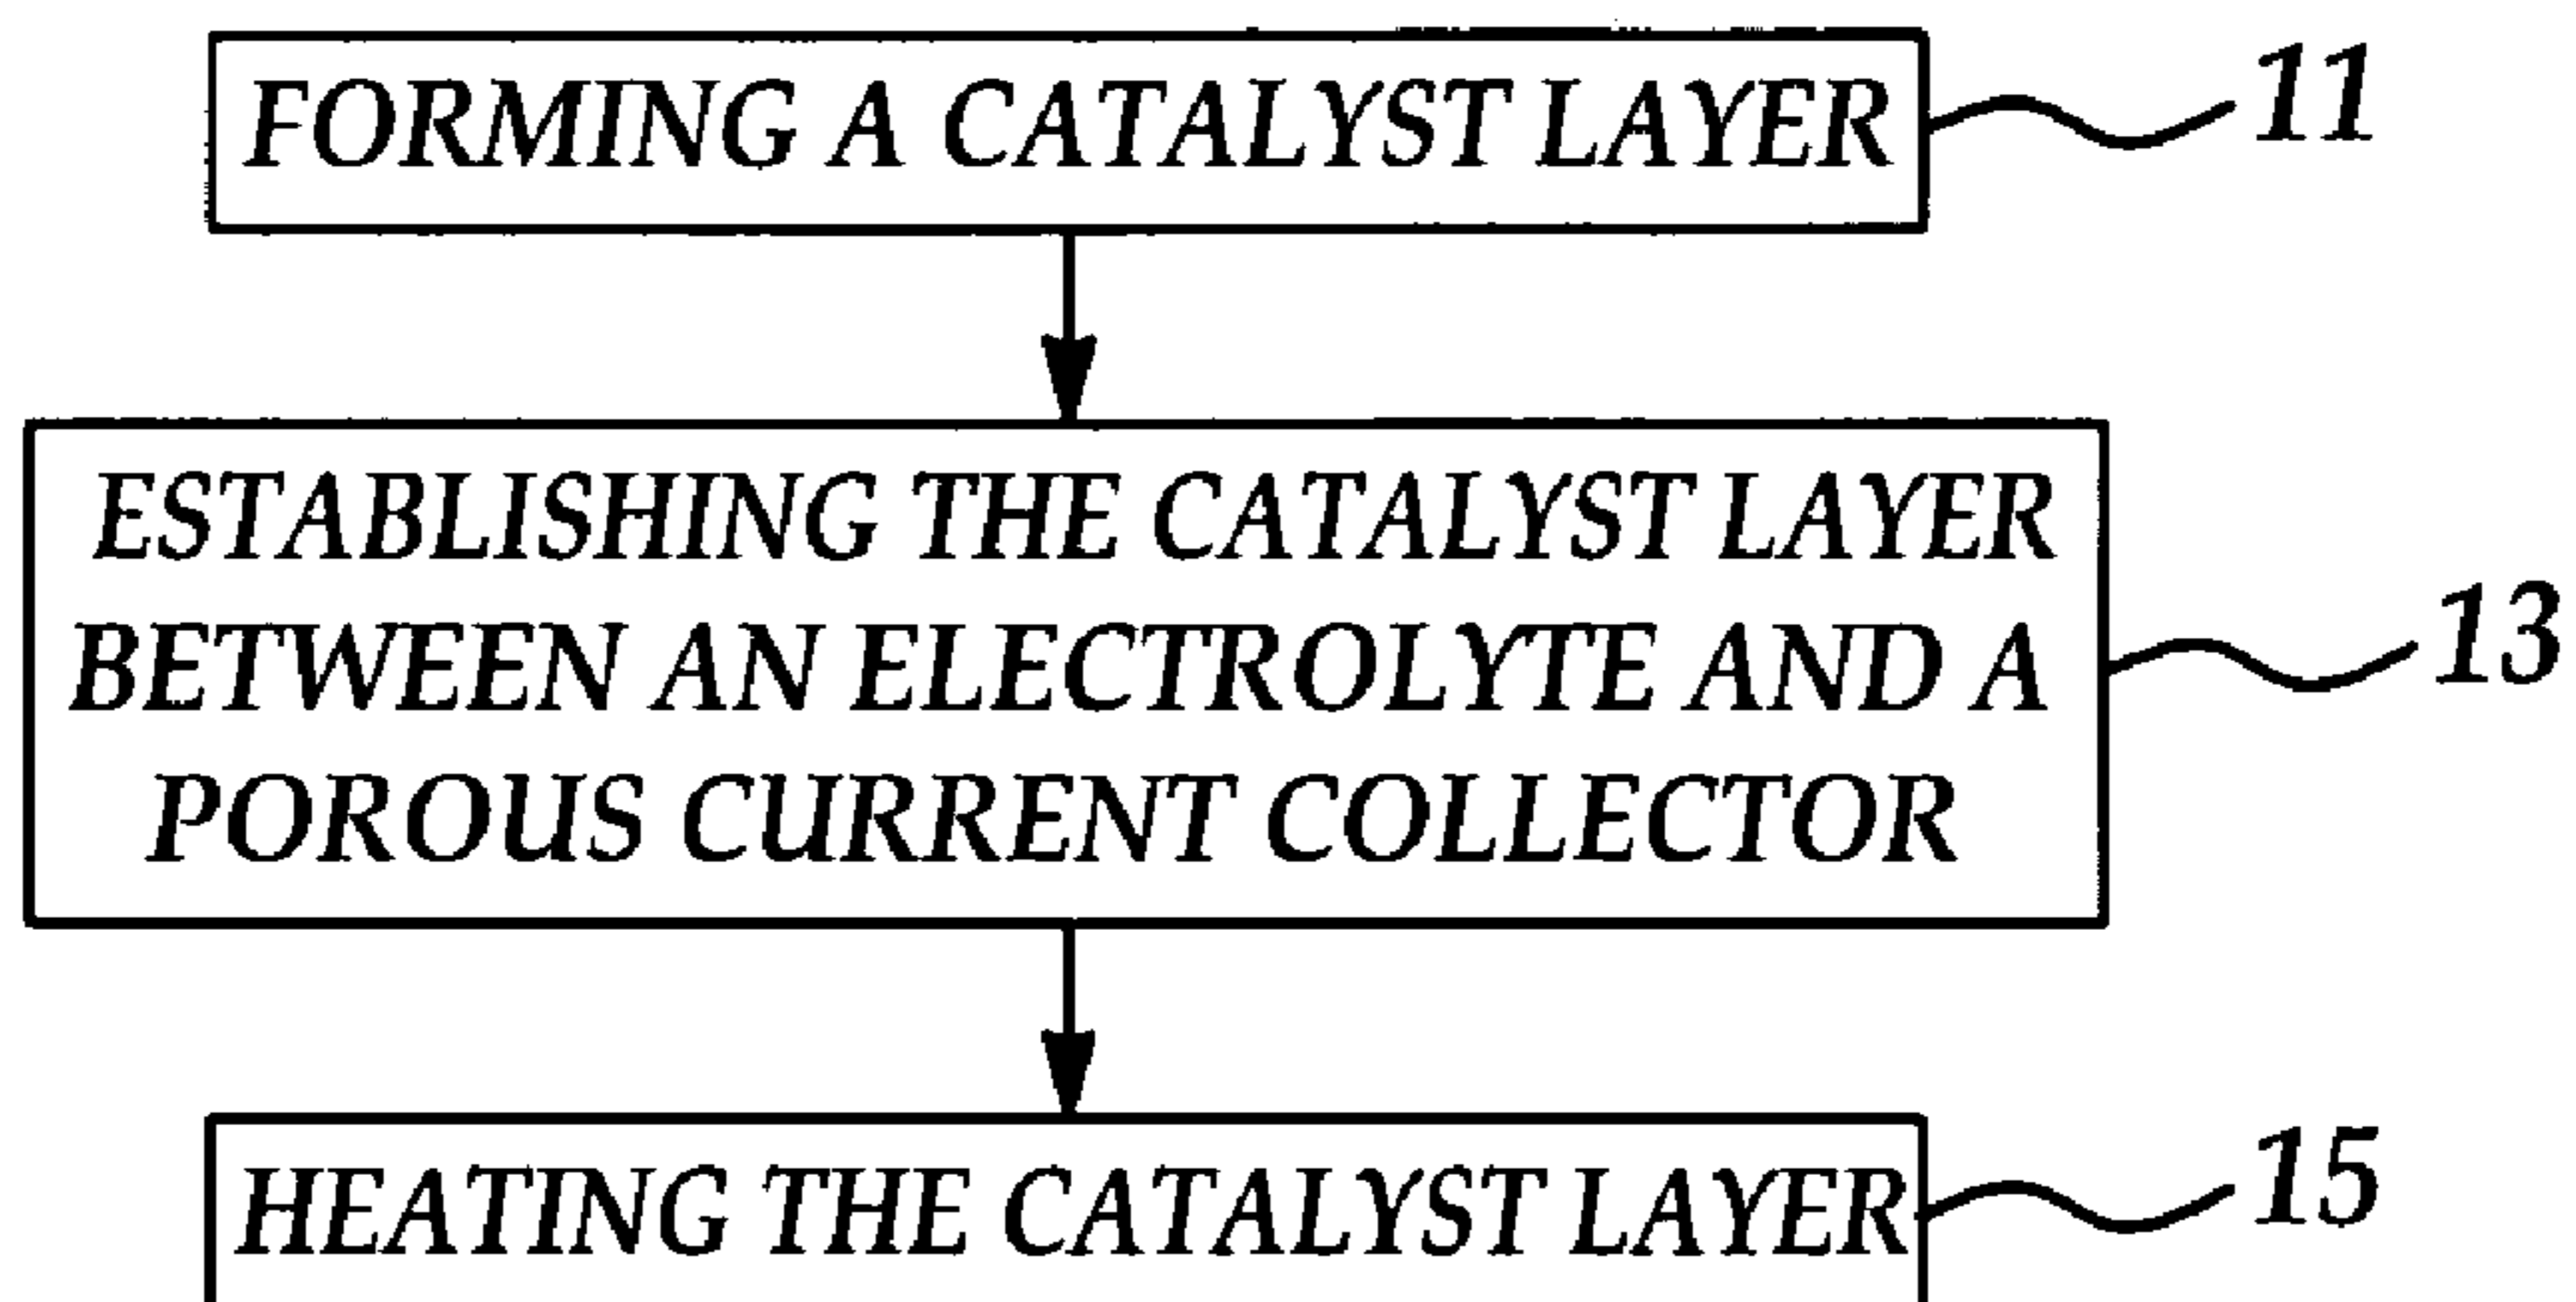 FORMING A CATALYST LAYER 11
ESTABLISHING THE CATALYST LAYER
BETWEEN AN ELECTROLYTE AND A 13
POROUS CURRENT COLLECTOR
HEATING THE CATALYST LAYER 15